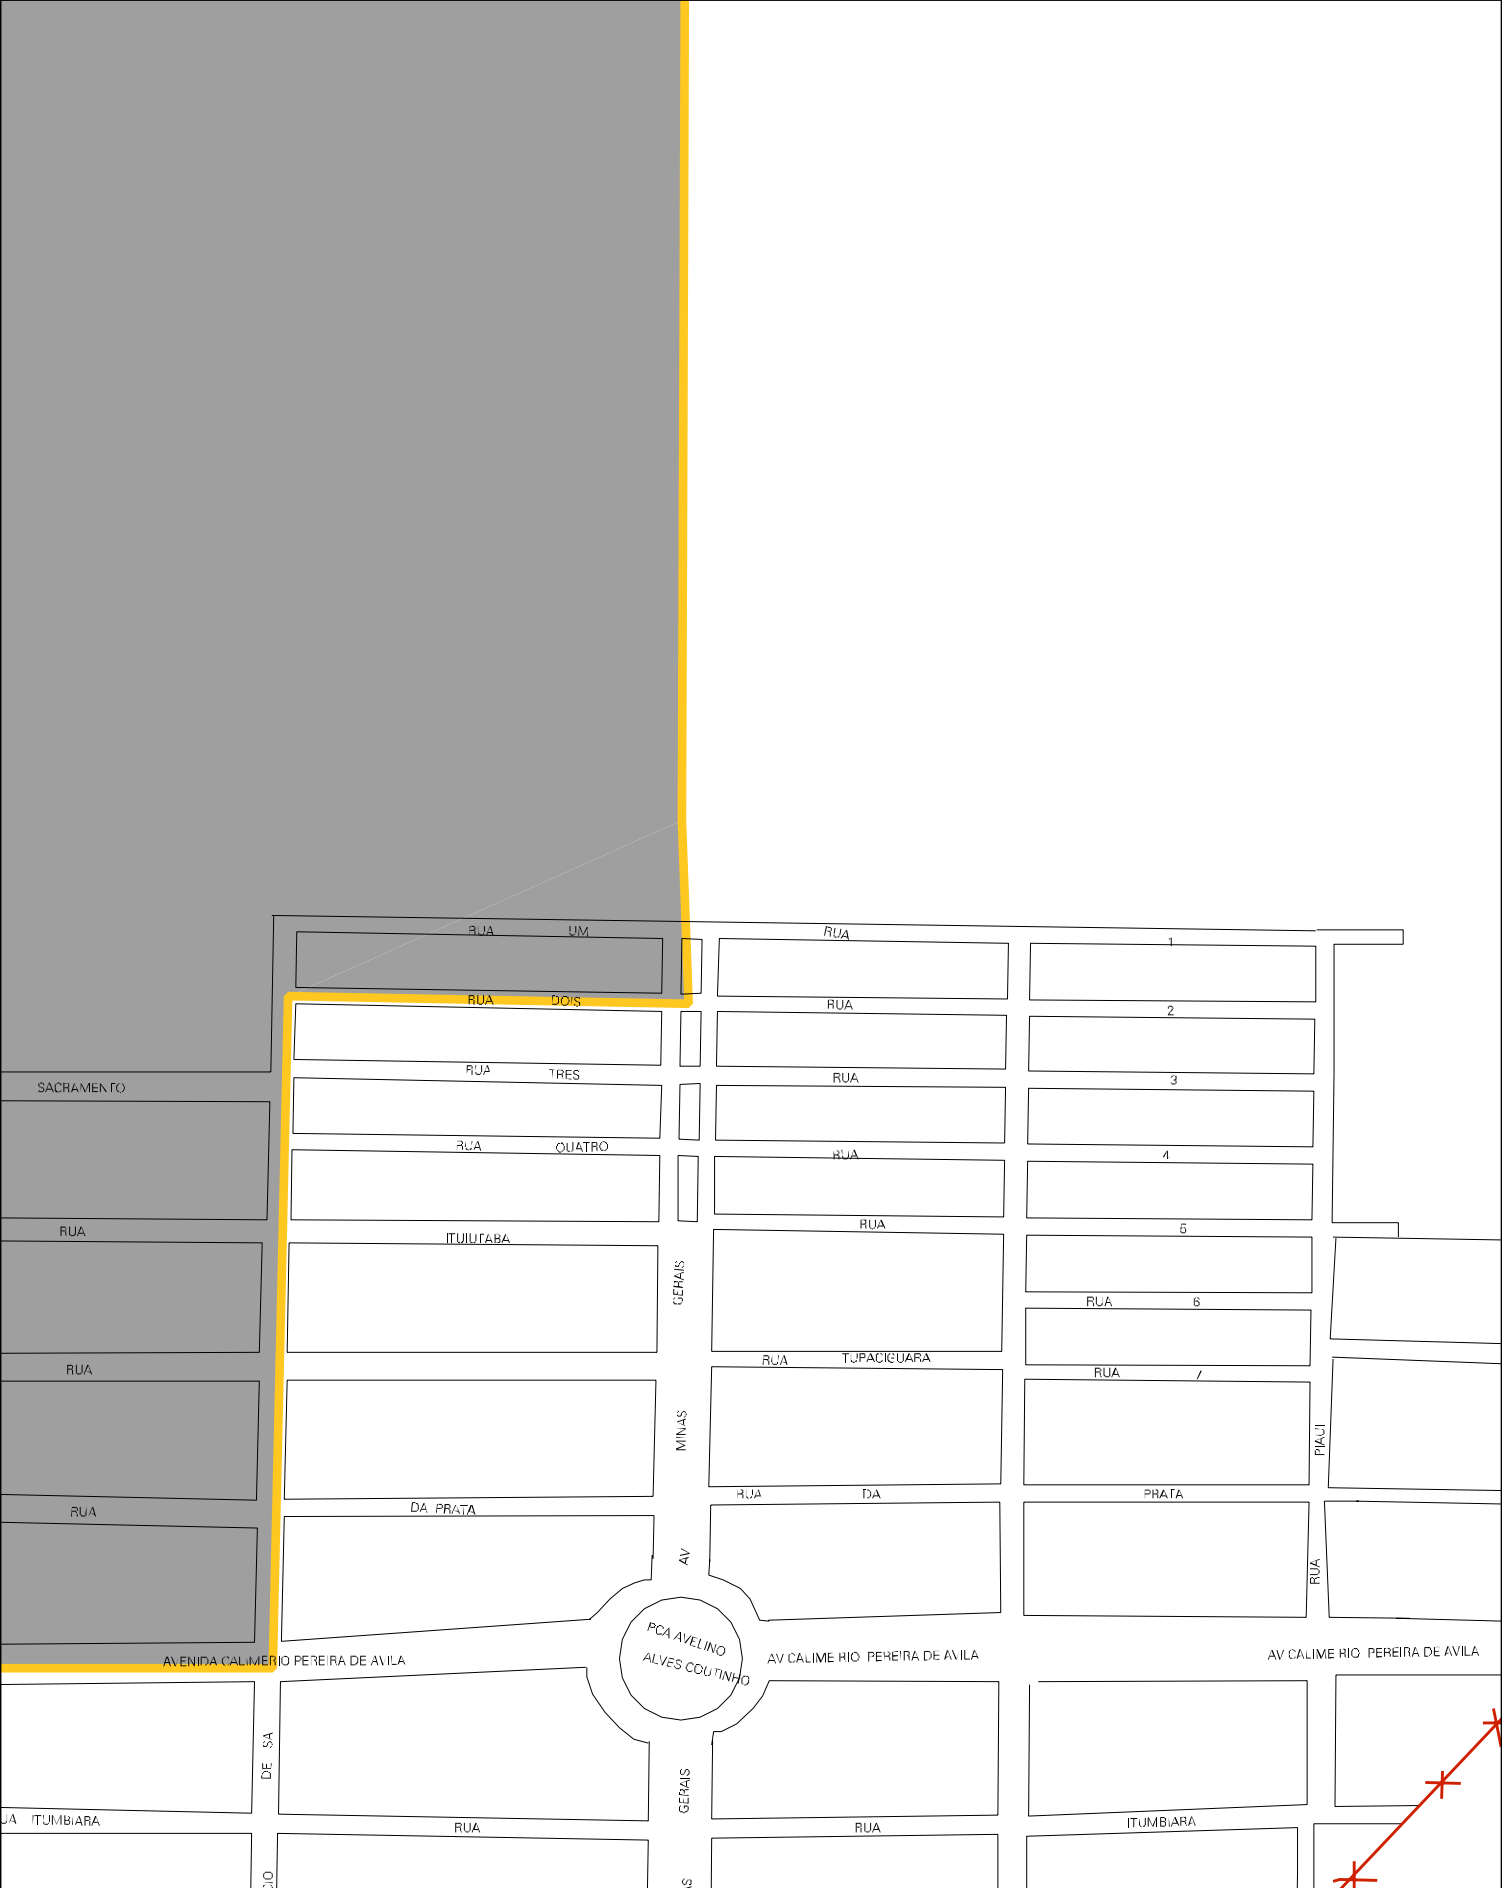 RUA UM
RUA
1
RUA DOIS
RUA
2
RUA TRES
RUA
3
SACRAMENTO
RUA QUATRO
RUA
4
RUA
ITUIUTABA
RUA
5
GERAIS
RUA 6
RUA
RUA TUPACIGUARA
RUA 7
MINAS
PIAUI
RUA
DA PRATA
RUA DA PRATA
AV
RUA
PCA AVELINO
ALVES COUTINHO
AVENIDA CALIMERIO PEREIRA DE AVILA
AV CALIME RIO PEREIRA DE AVILA
AV CALIME RIO PEREIRA DE AVILA
DE SA
GERAIS
UA ITUMBIARA
RUA
RUA
ITUMBIARA